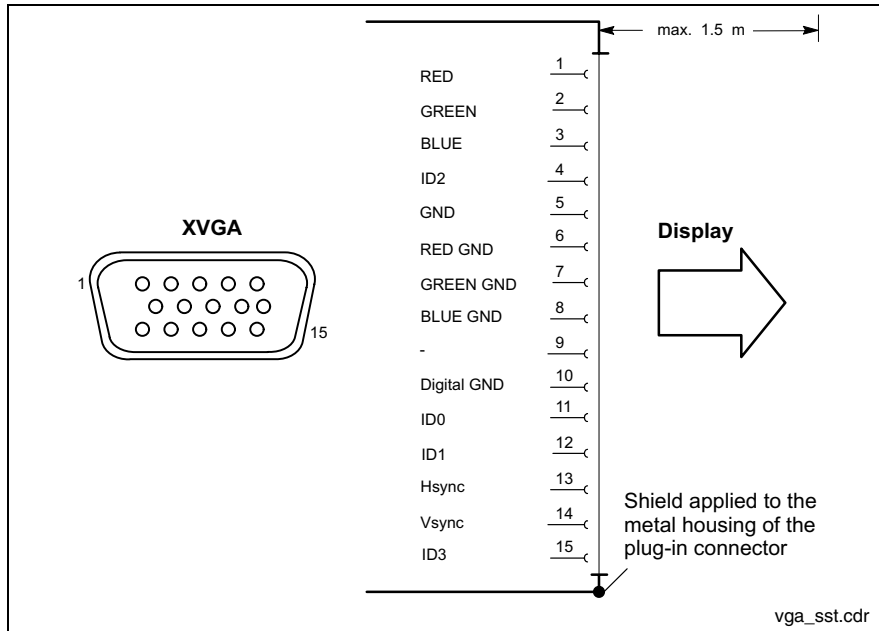 max. 1.5 m
RED 1
GREEN 2
BLUE 3
ID2 4
GND 5
RED GND 6
GREEN GND 7
BLUE GND 8
- 9
Digital GND 10
ID0 11
ID1 12
Hsync 13
Vsync 14
ID3 15
XVGA
1
15
Display
Shield applied to the
metal housing of the
plug-in connector
vga_sst.cdr